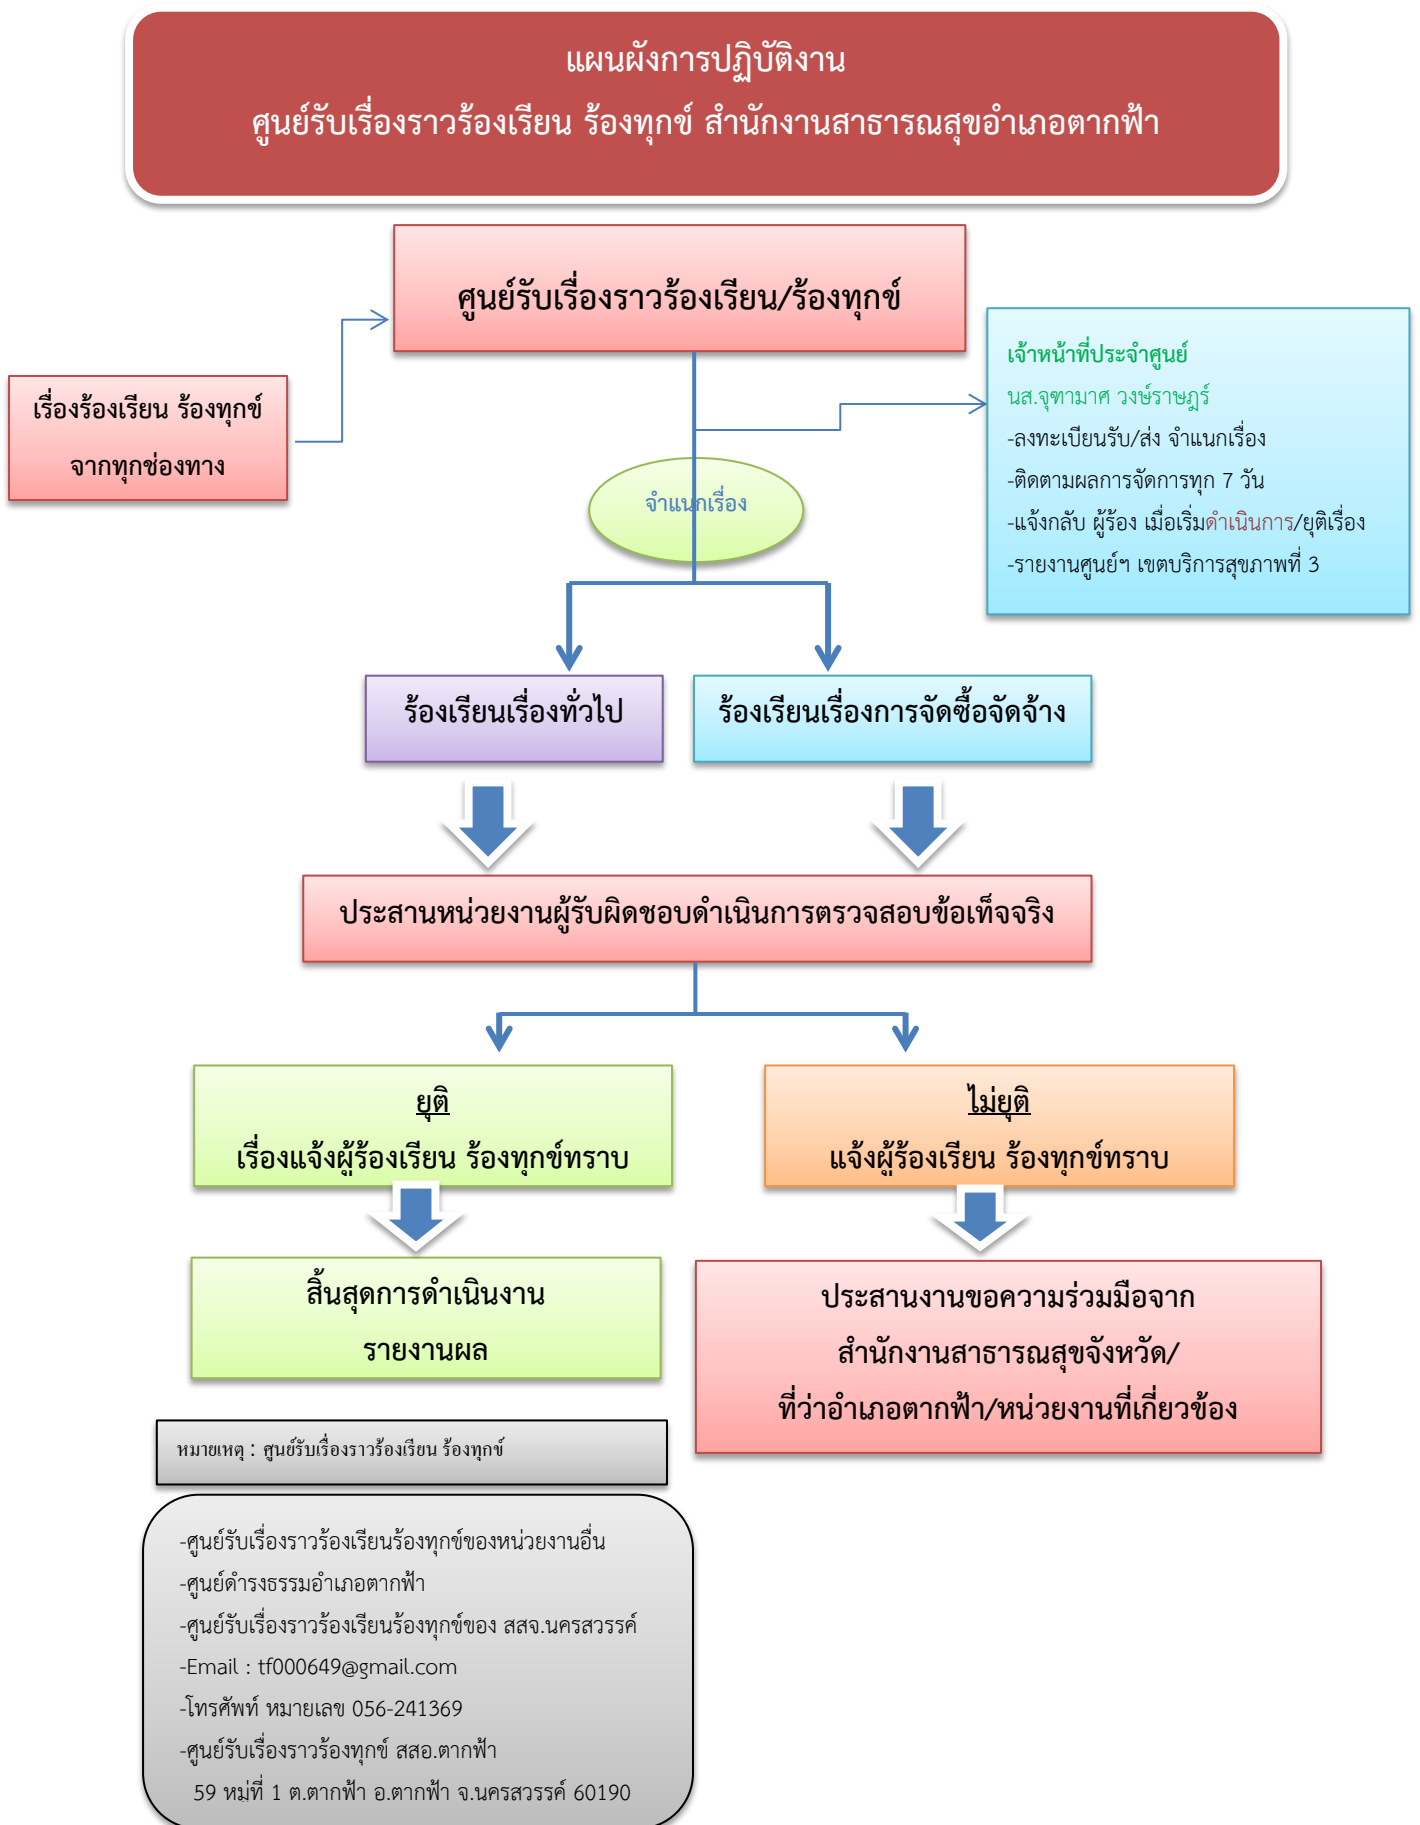 แผนผังการปฏิบัติงาน
ศูนย์รับเรื่องราวร้องเรียน ร้องทุกข์ สำนักงานสาธารณสุขอำเภอตากฟ้า
ศูนย์รับเรื่องราวร้องเรียน/ร้องทุกข์
เรื่องร้องเรียน ร้องทุกข์
จากทุกช่องทาง
เจ้าหน้าที่ประจำศูนย์
นส.จุฑามาศ วงษ์ราษฎร์
-ลงทะเบียนรับ/ส่ง จำแนกเรื่อง
-ติดตามผลการจัดการทุก 7 วัน
-แจ้งกลับ ผู้ร้อง เมื่อเริ่มดำเนินการ/ยุติเรื่อง
-รายงานศูนย์ฯ เขตบริการสุขภาพที่ 3
จำแนกเรื่อง
ร้องเรียนเรื่องทั่วไป
ร้องเรียนเรื่องการจัดซื้อจัดจ้าง
ประสานหน่วยงานผู้รับผิดชอบดำเนินการตรวจสอบข้อเท็จจริง
ยุติ
เรื่องแจ้งผู้ร้องเรียน ร้องทุกข์ทราบ
ไม่ยุติ
แจ้งผู้ร้องเรียน ร้องทุกข์ทราบ
สิ้นสุดการดำเนินงาน
รายงานผล
ประสานงานขอความร่วมมือจาก
สำนักงานสาธารณสุขจังหวัด/
ที่ว่าอำเภอตากฟ้า/หน่วยงานที่เกี่ยวข้อง
หมายเหตุ : ศูนย์รับเรื่องราวร้องเรียน ร้องทุกข์
-ศูนย์รับเรื่องราวร้องเรียนร้องทุกข์ของหน่วยงานอื่น
-ศูนย์ดำรงธรรมอำเภอตากฟ้า
-ศูนย์รับเรื่องราวร้องเรียนร้องทุกข์ของ สสจ.นครสวรรค์
-Email : tf000649@gmail.com
-โทรศัพท์ หมายเลข 056-241369
-ศูนย์รับเรื่องราวร้องทุกข์ สสอ.ตากฟ้า
59 หมู่ที่ 1 ต.ตากฟ้า อ.ตากฟ้า จ.นครสวรรค์ 60190